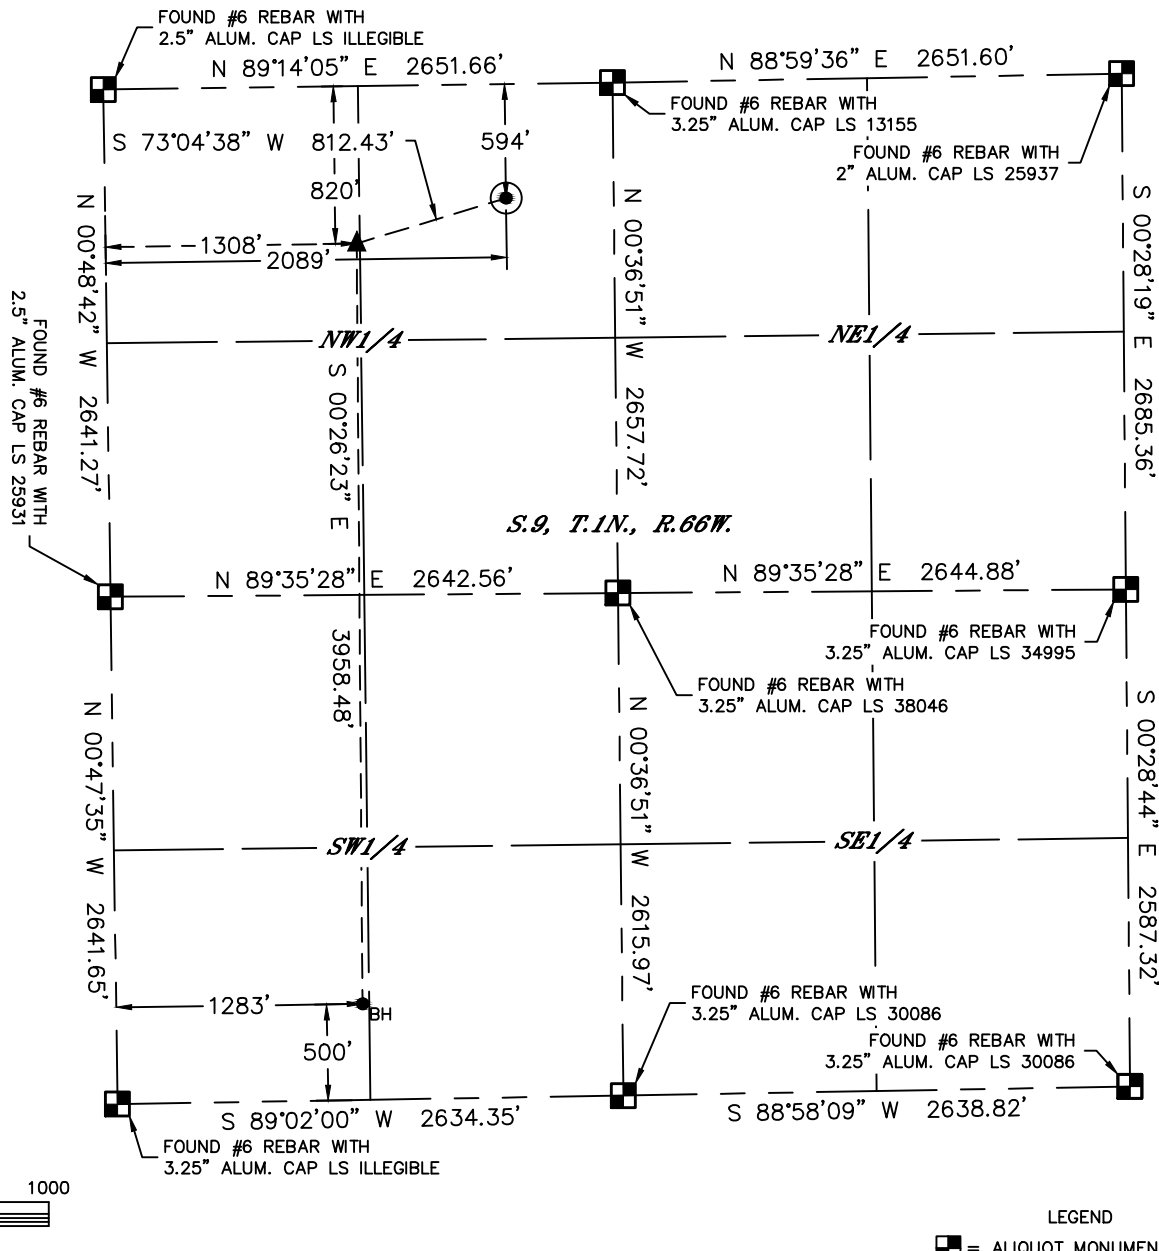 FOUND #6 REBAR WITH
2.5" ALUM. CAP LS ILLEGIBLE
N 89°14'05" E 2651.66'
N 88°59'36" E 2651.60'
FOUND #6 REBAR WITH
3.25" ALUM. CAP LS 13155
S 73°04'38" W 812.43'
594'
FOUND #6 REBAR WITH
2" ALUM. CAP LS 25937
820'
1308'
2089'
N 00°48'42" W 2641.27'
N 00°36'51" W 2657.72'
S 00°28'19" E 2685.36'
NW1/4
NE1/4
FOUND #6 REBAR WITH
2.5" ALUM. CAP LS 25931
S 00°26'23" E 3958.48'
S.9, T.1N., R.66W.
N 89°35'28" E 2642.56'
N 89°35'28" E 2644.88'
FOUND #6 REBAR WITH
3.25" ALUM. CAP LS 34995
FOUND #6 REBAR WITH
3.25" ALUM. CAP LS 38046
N 00°47'35" W 2641.65'
N 00°36'51" W 2615.97'
S 00°28'44" E 2587.32'
SW1/4
SE1/4
1283'
BH
500'
FOUND #6 REBAR WITH
3.25" ALUM. CAP LS 30086
FOUND #6 REBAR WITH
3.25" ALUM. CAP LS 30086
S 89°02'00" W 2634.35'
S 88°58'09" W 2638.82'
FOUND #6 REBAR WITH
3.25" ALUM. CAP LS ILLEGIBLE
1000
LEGEND
= ALIQUOT MONUMEN